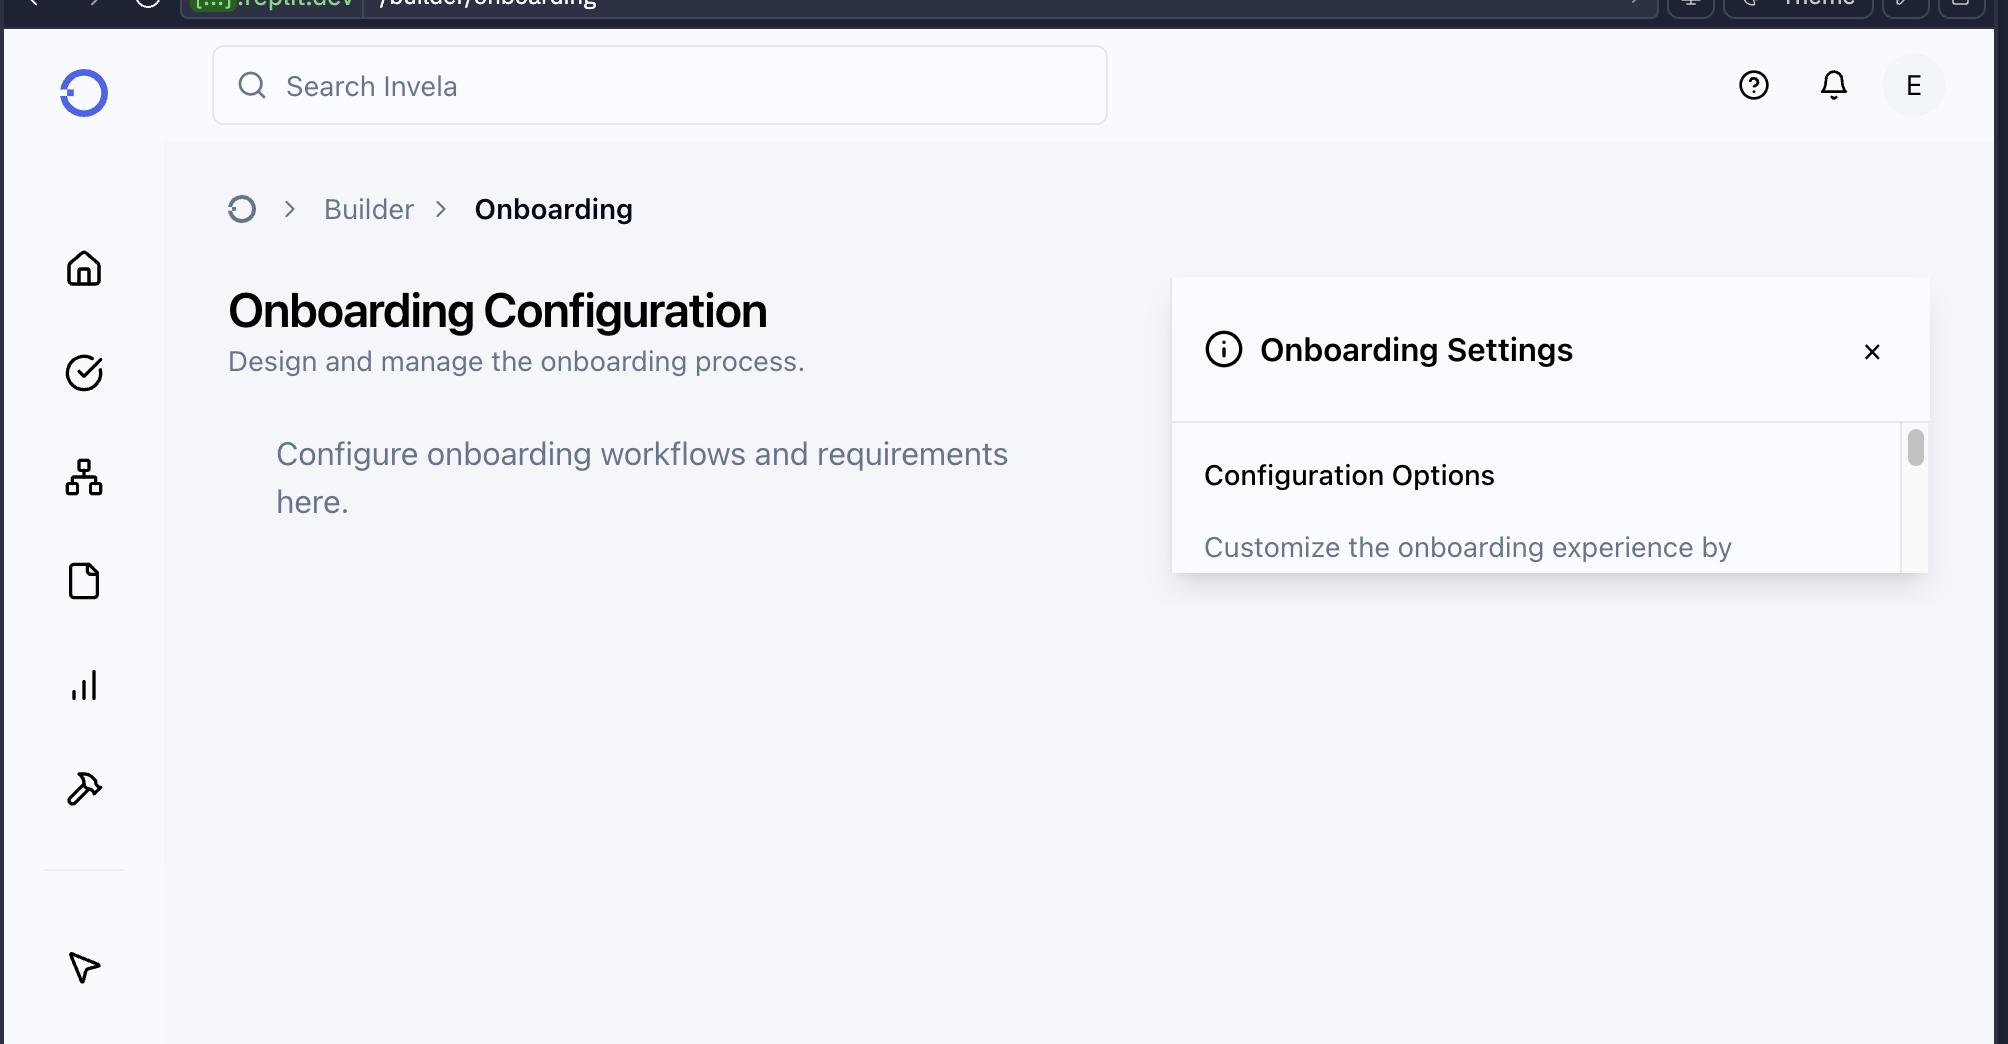 [...].replit.dev /builder/onboarding
Theme
Search Invela
E
Builder
Onboarding
Onboarding Configuration
Design and manage the onboarding process.
Configure onboarding workflows and requirements
here.
Onboarding Settings
Configuration Options
Customize the onboarding experience by